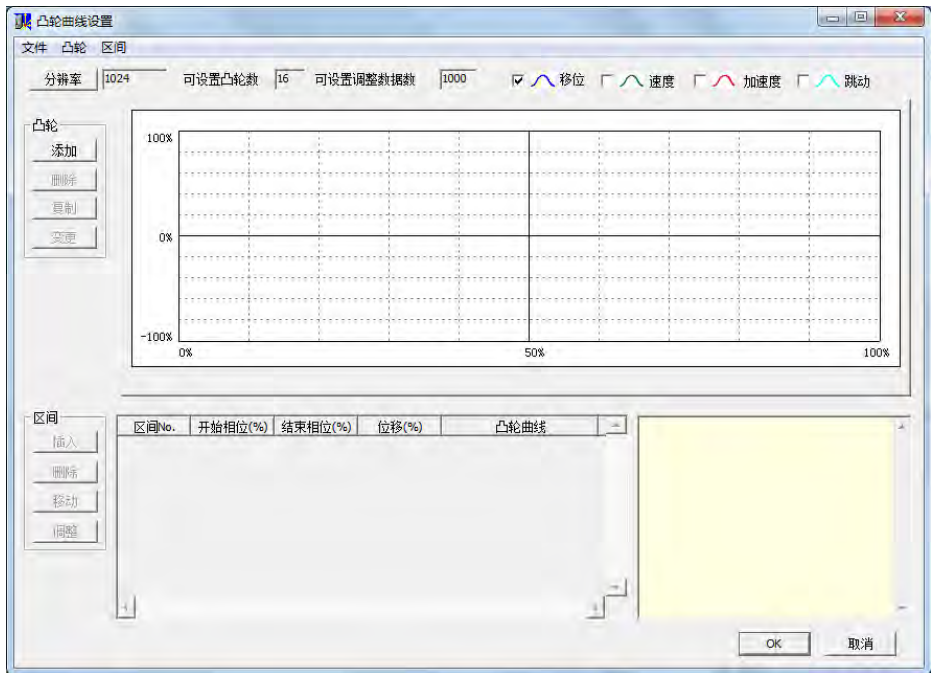 凸轮曲线设置
文件 凸轮 区间
分辨率 1024 可设置凸轮数 16 可设置调整数据数 1000 移位 速度 加速度 跳动
凸轮
添加
删除
复制
变更
100%
0%
-100%
0% 50% 100%
区间
插入
删除
移动
调整
区间No. 开始相位(%) 结束相位(%) 位移(%) 凸轮曲线
OK 取消